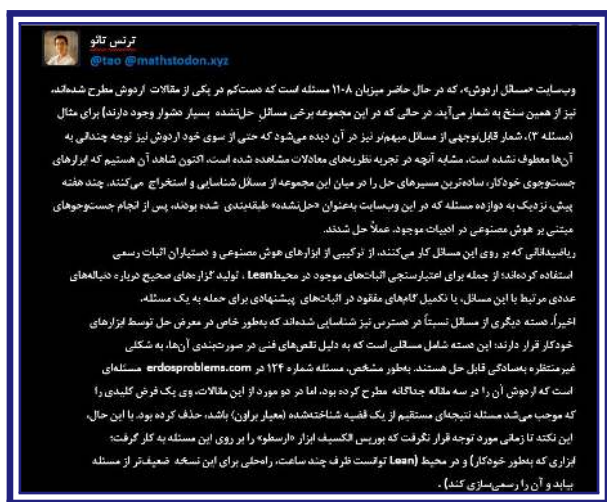 ترنس تائو
@tao @mathstodon.xyz
وب‌سایت «مسائل اردوش»، که در حال حاضر میزبان ۱۱۰۸ مسئله است که دست‌کم در یکی از مقالات اردوش مطرح شده‌اند،
نیز از همین سنخ به شمار می‌آید. در حالی که در این مجموعه برخی مسائلِ حل‌نشده بسیار دشوار وجود دارند) برای مثال
(مسئله ۳)، شمار قابل‌توجهی از مسائل مبهم‌تر نیز در آن دیده می‌شود که حتی از سوی خود اردوش نیز توجه چندانی به
آن‌ها معطوف نشده است. مشابه آنچه در تجربه نظریه‌های معادلات مشاهده شده است، اکنون شاهد آن هستیم که ابزارهای
جست‌وجوی خودکار، ساده‌ترین مسیرهای حل را در میان این مجموعه از مسائل شناسایی و استخراج می‌کنند. چند هفته
پیش، نزدیک به دوازده مسئله که در این وب‌سایت به‌عنوان «حل‌نشده» طبقه‌بندی شده بودند، پس از انجام جست‌وجوهای
مبتنی بر هوش مصنوعی در ادبیات موجود، عملاً حل شدند.
ریاضیدانانی که بر روی این مسائل کار می‌کنند، از ترکیبی از ابزارهای هوش مصنوعی و دستیاران اثبات رسمی
استفاده کرده‌اند؛ از جمله برای اعتبارسنجی اثبات‌های موجود در محیط Lean ، تولید گزاره‌های صحیح درباره دنباله‌های
عددی مرتبط با این مسائل، یا تکمیل گام‌های مفقود در اثبات‌های پیشنهادی برای حمله به یک مسئله.
اخیراً، دسته دیگری از مسائل نسبتاً در دسترس نیز شناسایی شده‌اند که به‌طور خاص در معرض حل توسط ابزارهای
خودکار قرار دارند؛ این دسته شامل مسائلی است که به دلیل نقص‌های فنی در صورت‌بندی آن‌ها، به شکلی
غیرمنتظره به‌سادگی قابل حل هستند. به‌طور مشخص، مسئله شماره ۱۲۴ در erdosproblems.com مسئله‌ای
است که اردوش آن را در سه مقاله جداگانه مطرح کرده بود، اما در دو مورد از این مقالات، وی یک فرض کلیدی را
که موجب می‌شد مسئله نتیجه‌ای مستقیم از یک قضیه شناخته‌شده (معیار براون) باشد، حذف کرده بود. با این حال،
این نکته تا زمانی مورد توجه قرار نگرفت که بوریس الکسیف ابزار «ارسطو» را بر روی این مسئله به کار گرفت؛
ابزاری که به‌طور خودکار) و در محیط (Lean توانست ظرف چند ساعت، راه‌حلی برای این نسخه ضعیف‌تر از مسئله
بیابد و آن را رسمی‌سازی کند) .